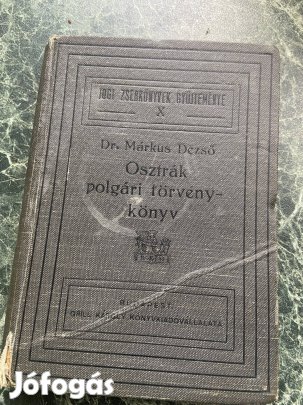 JOGI ZSEBKÖNYVEK GYŰJTEMÉNYE
X
Dr. Márkus Dezső
Osztrák
polgári törvény-
könyv
BUDAPEST
GRILL KÁROLY KÖNYVKIADÓVÁLLALATA
Jófogás